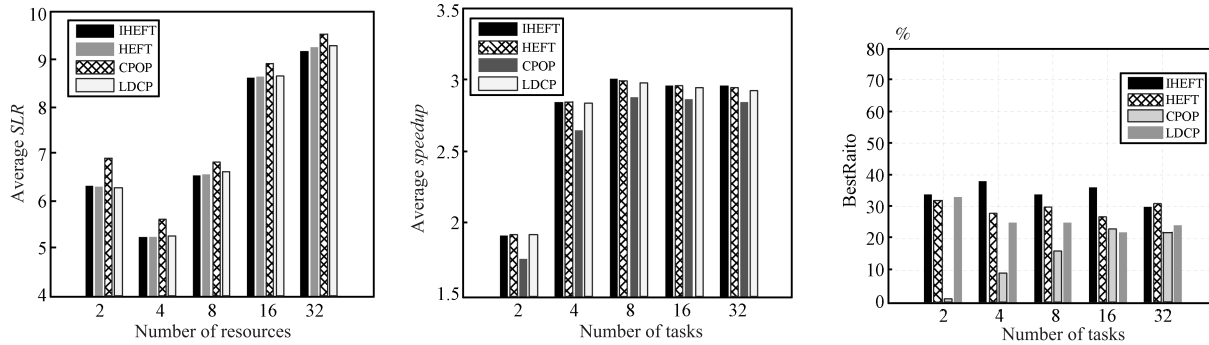 10
9
8
7
6
5
4
Average SLR
IHEFT
HEFT
CPOP
LDCP
2 4 8 16 32
Number of resources
3.5
3.0
2.5
2
1.5
Average speedup
IHEFT
HEFT
CPOP
LDCP
2 4 8 16 32
Number of tasks
%
80
70
60
50
40
30
20
10
0
BestRaito
IHEFT
HEFT
CPOP
LDCP
2 4 8 16 32
Number of tasks